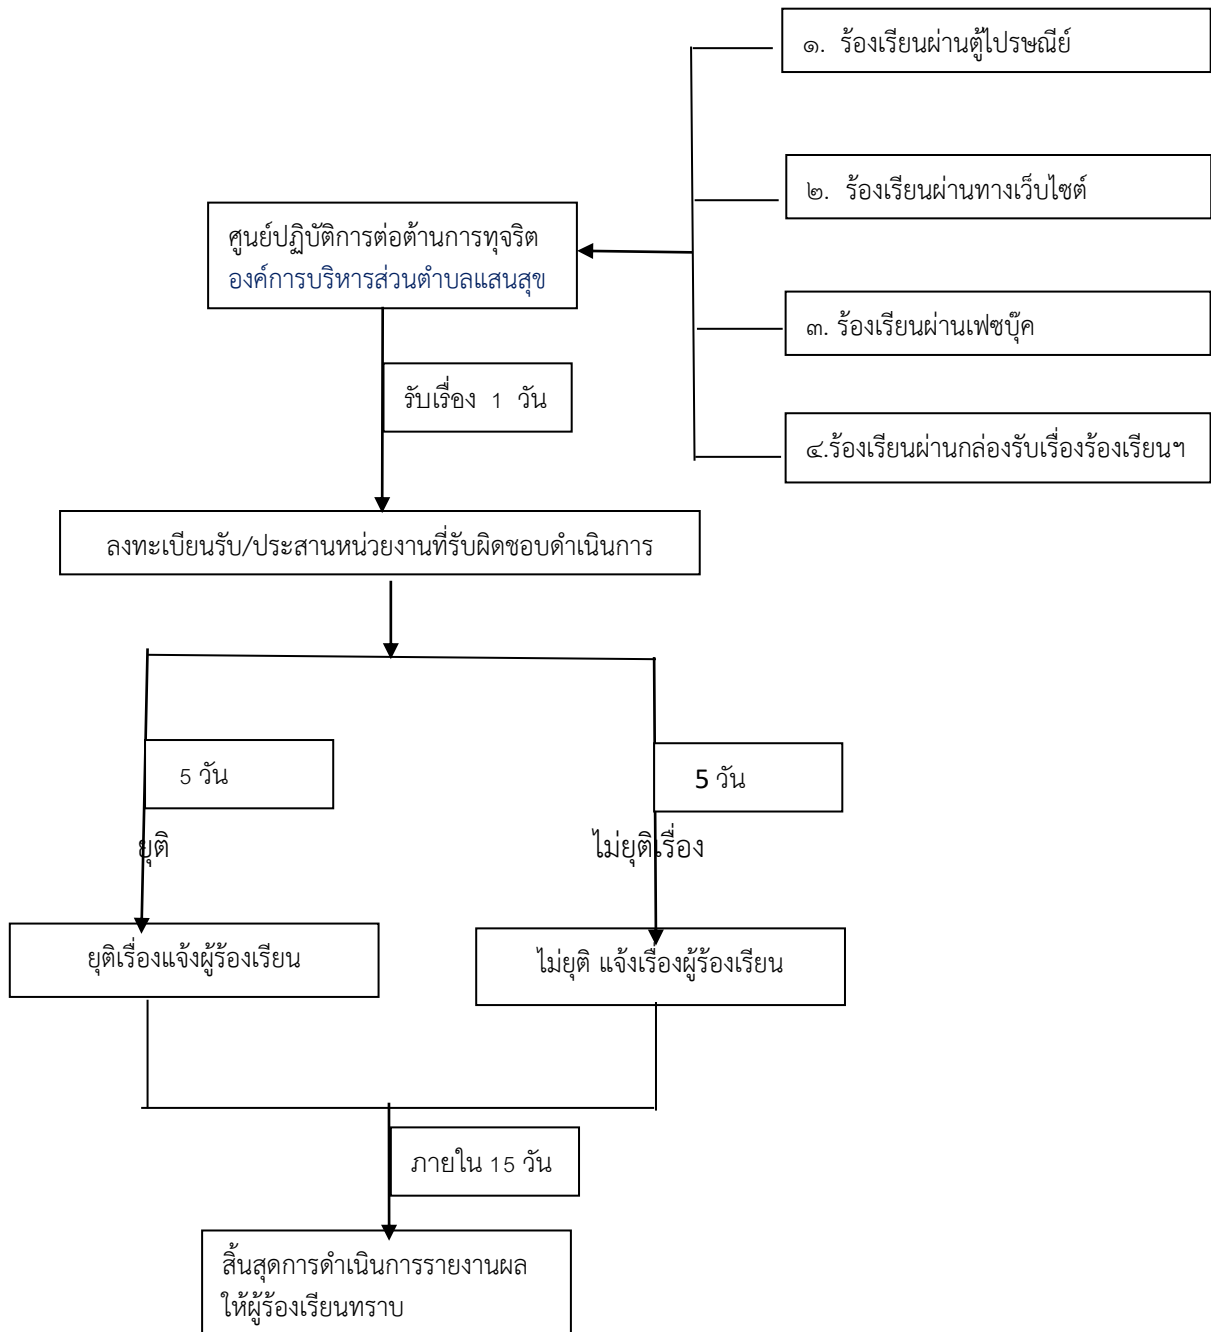 ๑. ร้องเรียนผ่านตู้ไปรษณีย์
๒. ร้องเรียนผ่านทางเว็บไซต์
ศูนย์ปฏิบัติการต่อต้านการทุจริต
องค์การบริหารส่วนตำบลแสนสุข
๓. ร้องเรียนผ่านเฟซบุ๊ค
รับเรื่อง 1 วัน
๔.ร้องเรียนผ่านกล่องรับเรื่องร้องเรียนฯ
ลงทะเบียนรับ/ประสานหน่วยงานที่รับผิดชอบดำเนินการ
5 วัน
5 วัน
ยุติ
ไม่ยุติเรื่อง
ยุติเรื่องแจ้งผู้ร้องเรียน
ไม่ยุติ แจ้งเรื่องผู้ร้องเรียน
ภายใน 15 วัน
สิ้นสุดการดำเนินการรายงานผล
ให้ผู้ร้องเรียนทราบ